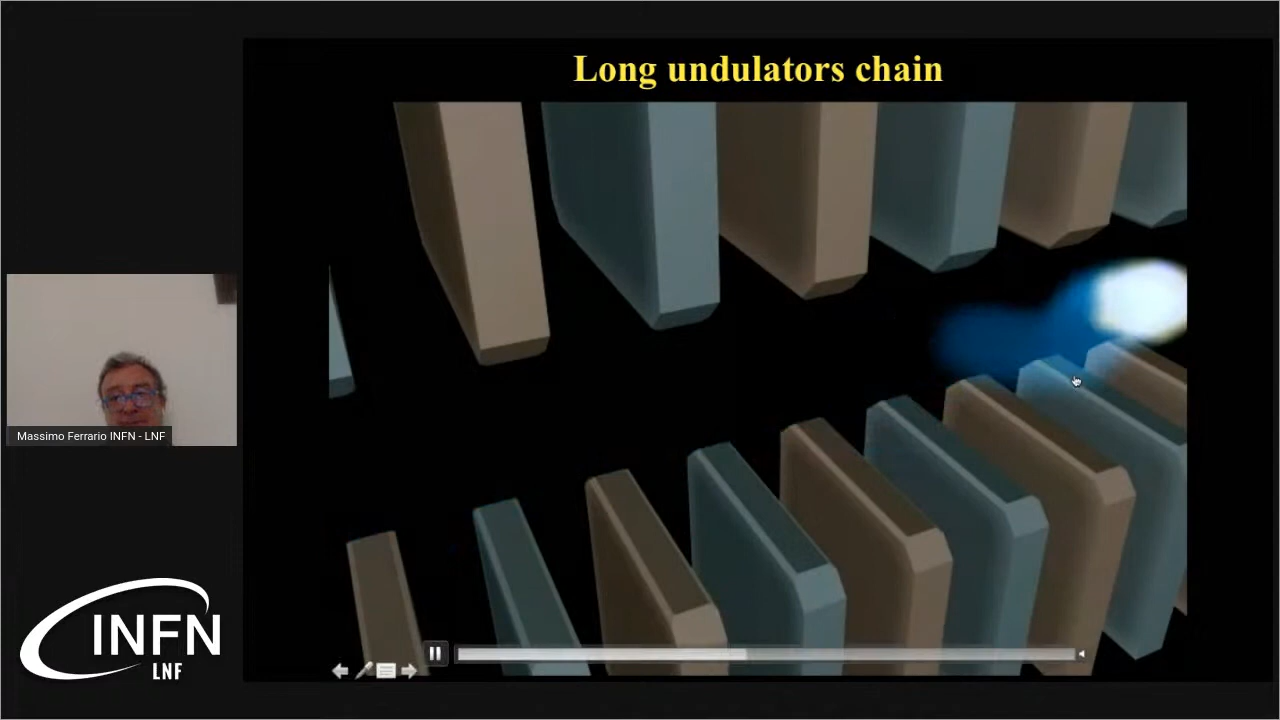 Long undulators chain
Massimo Ferrario INFN - LNF
INFN
LNF